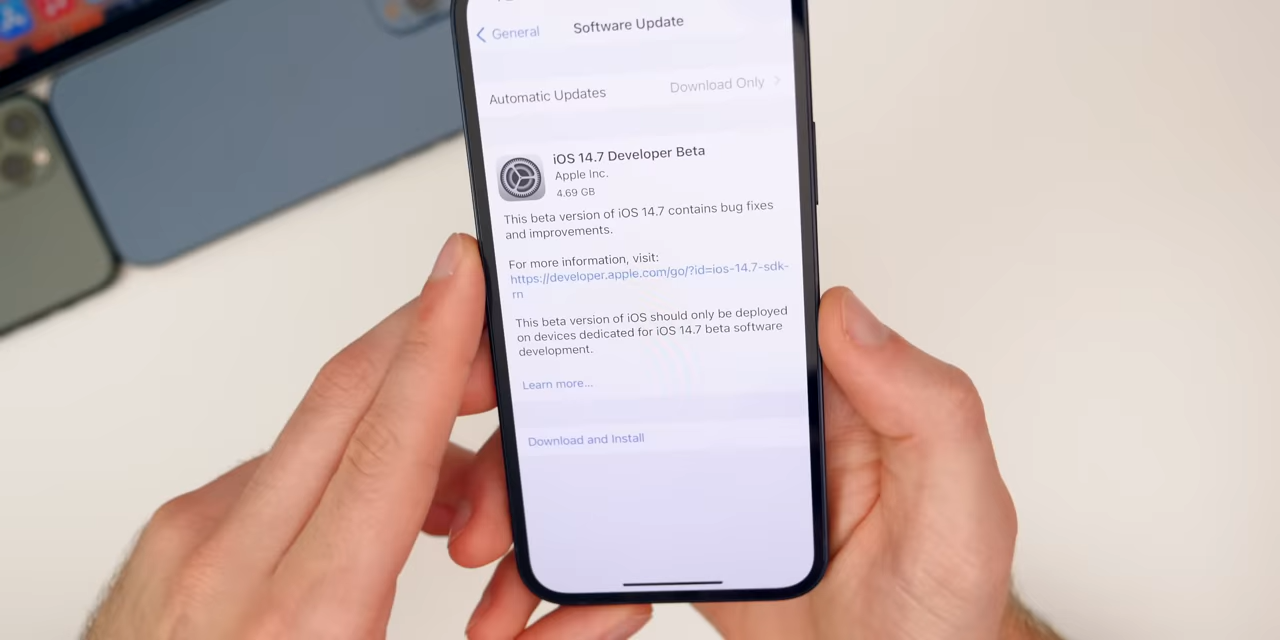 General
Software Update
Automatic Updates
Download Only
iOS 14.7 Developer Beta
Apple Inc.
4.69 GB
This beta version of iOS 14.7 contains bug fixes
and improvements.
For more information, visit:
https://developer.apple.com/go/?id=ios-14.7-sdk-
rn
This beta version of iOS should only be deployed
on devices dedicated for iOS 14.7 beta software
development.
Learn more...
Download and Install